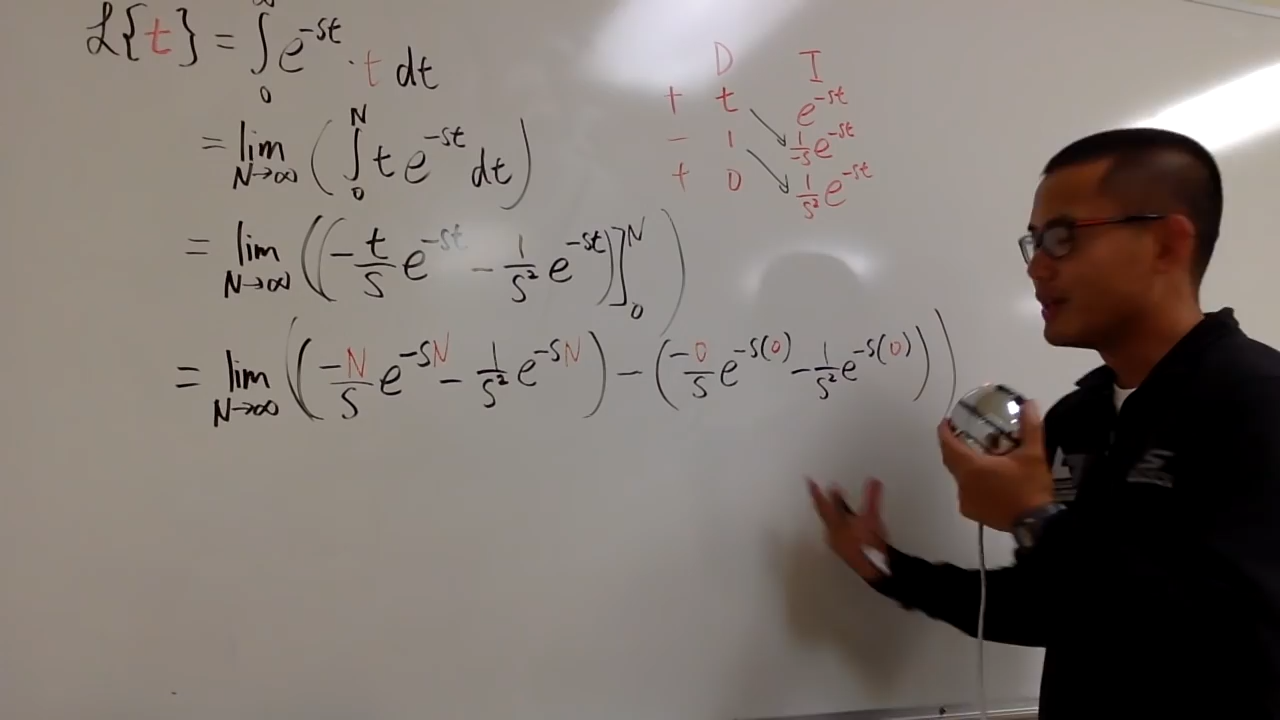 ℒ{t} = ∫₀^∞ e^{-st} · t dt
= lim_{N→∞} ( ∫₀^N t e^{-st} dt )
= lim_{N→∞} ( ( -t/s e^{-st} - 1/s² e^{-st} ) ]₀^N )
= lim_{N→∞} ( ( -N/s e^{-sN} - 1/s² e^{-sN} ) - ( -0/s e^{-s(0)} - 1/s² e^{-s(0)} ) )
D I
+ t e^{-st}
- 1 1/-s e^{-st}
+ 0 1/s² e^{-st}